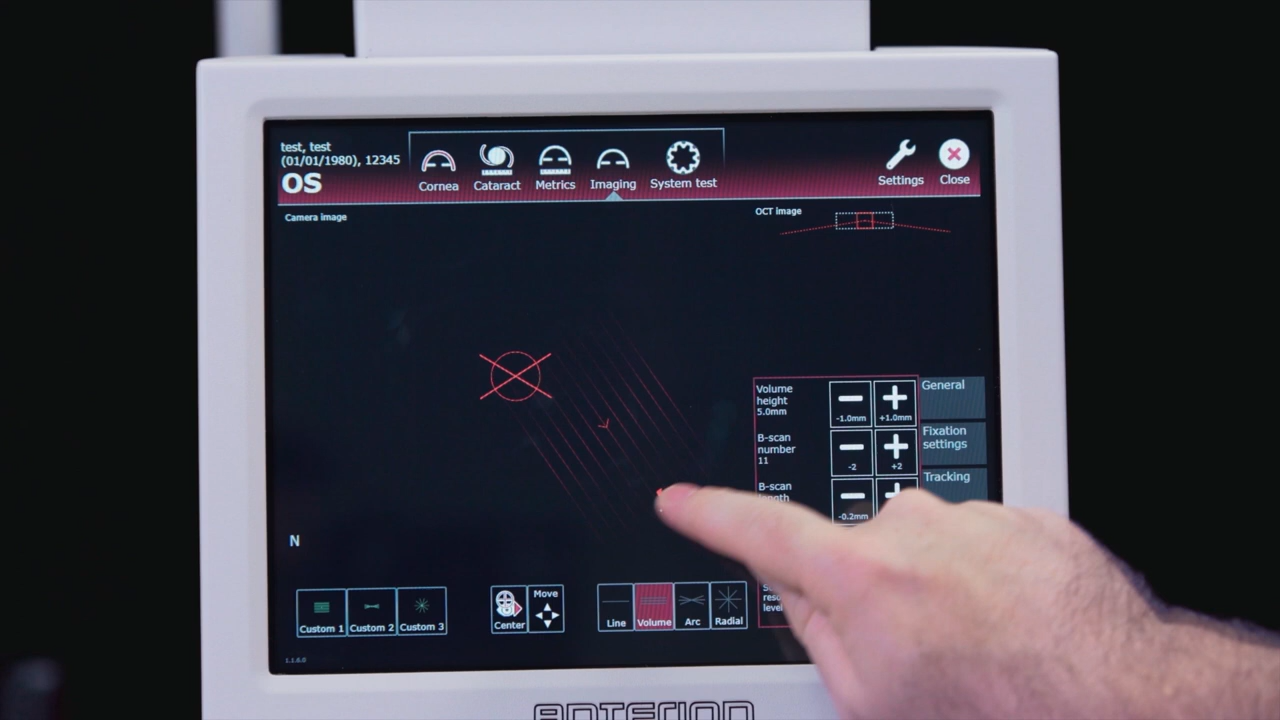 test, test
(01/01/1980), 12345
OS
Cornea
Cataract
Metrics
Imaging
System test
Settings
Close
Camera image
OCT image
Volume
height
5.0mm
-1.0mm
+1.0mm
B-scan
number
11
-2
+2
B-scan
length
-0.2mm
General
Fixation
settings
Tracking
N
Custom 1
Custom 2
Custom 3
Center
Move
Line
Volume
Arc
Radial
level
1.1.6.0
ANTERION